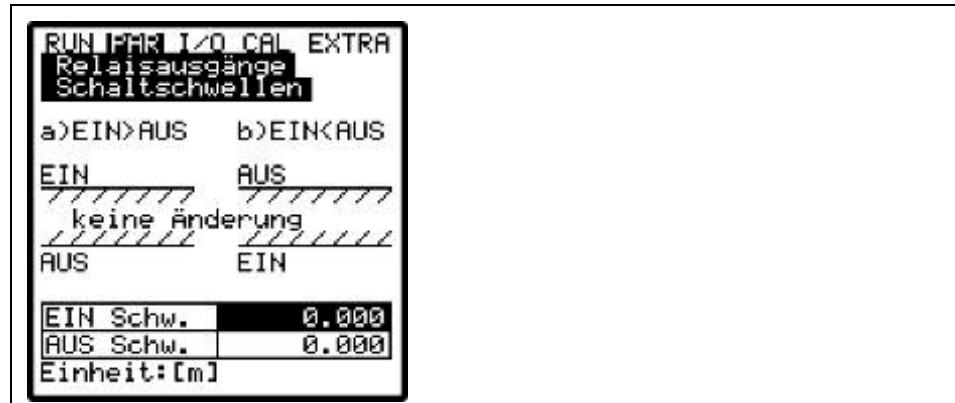 RUN PAR I/O CAL EXTRA
Relaisausgänge
Schaltschwellen
a)EIN>AUS b)EIN<AUS
EIN AUS
keine Änderung
AUS EIN
EIN Schw. 0.000
AUS Schw. 0.000
Einheit:[m]